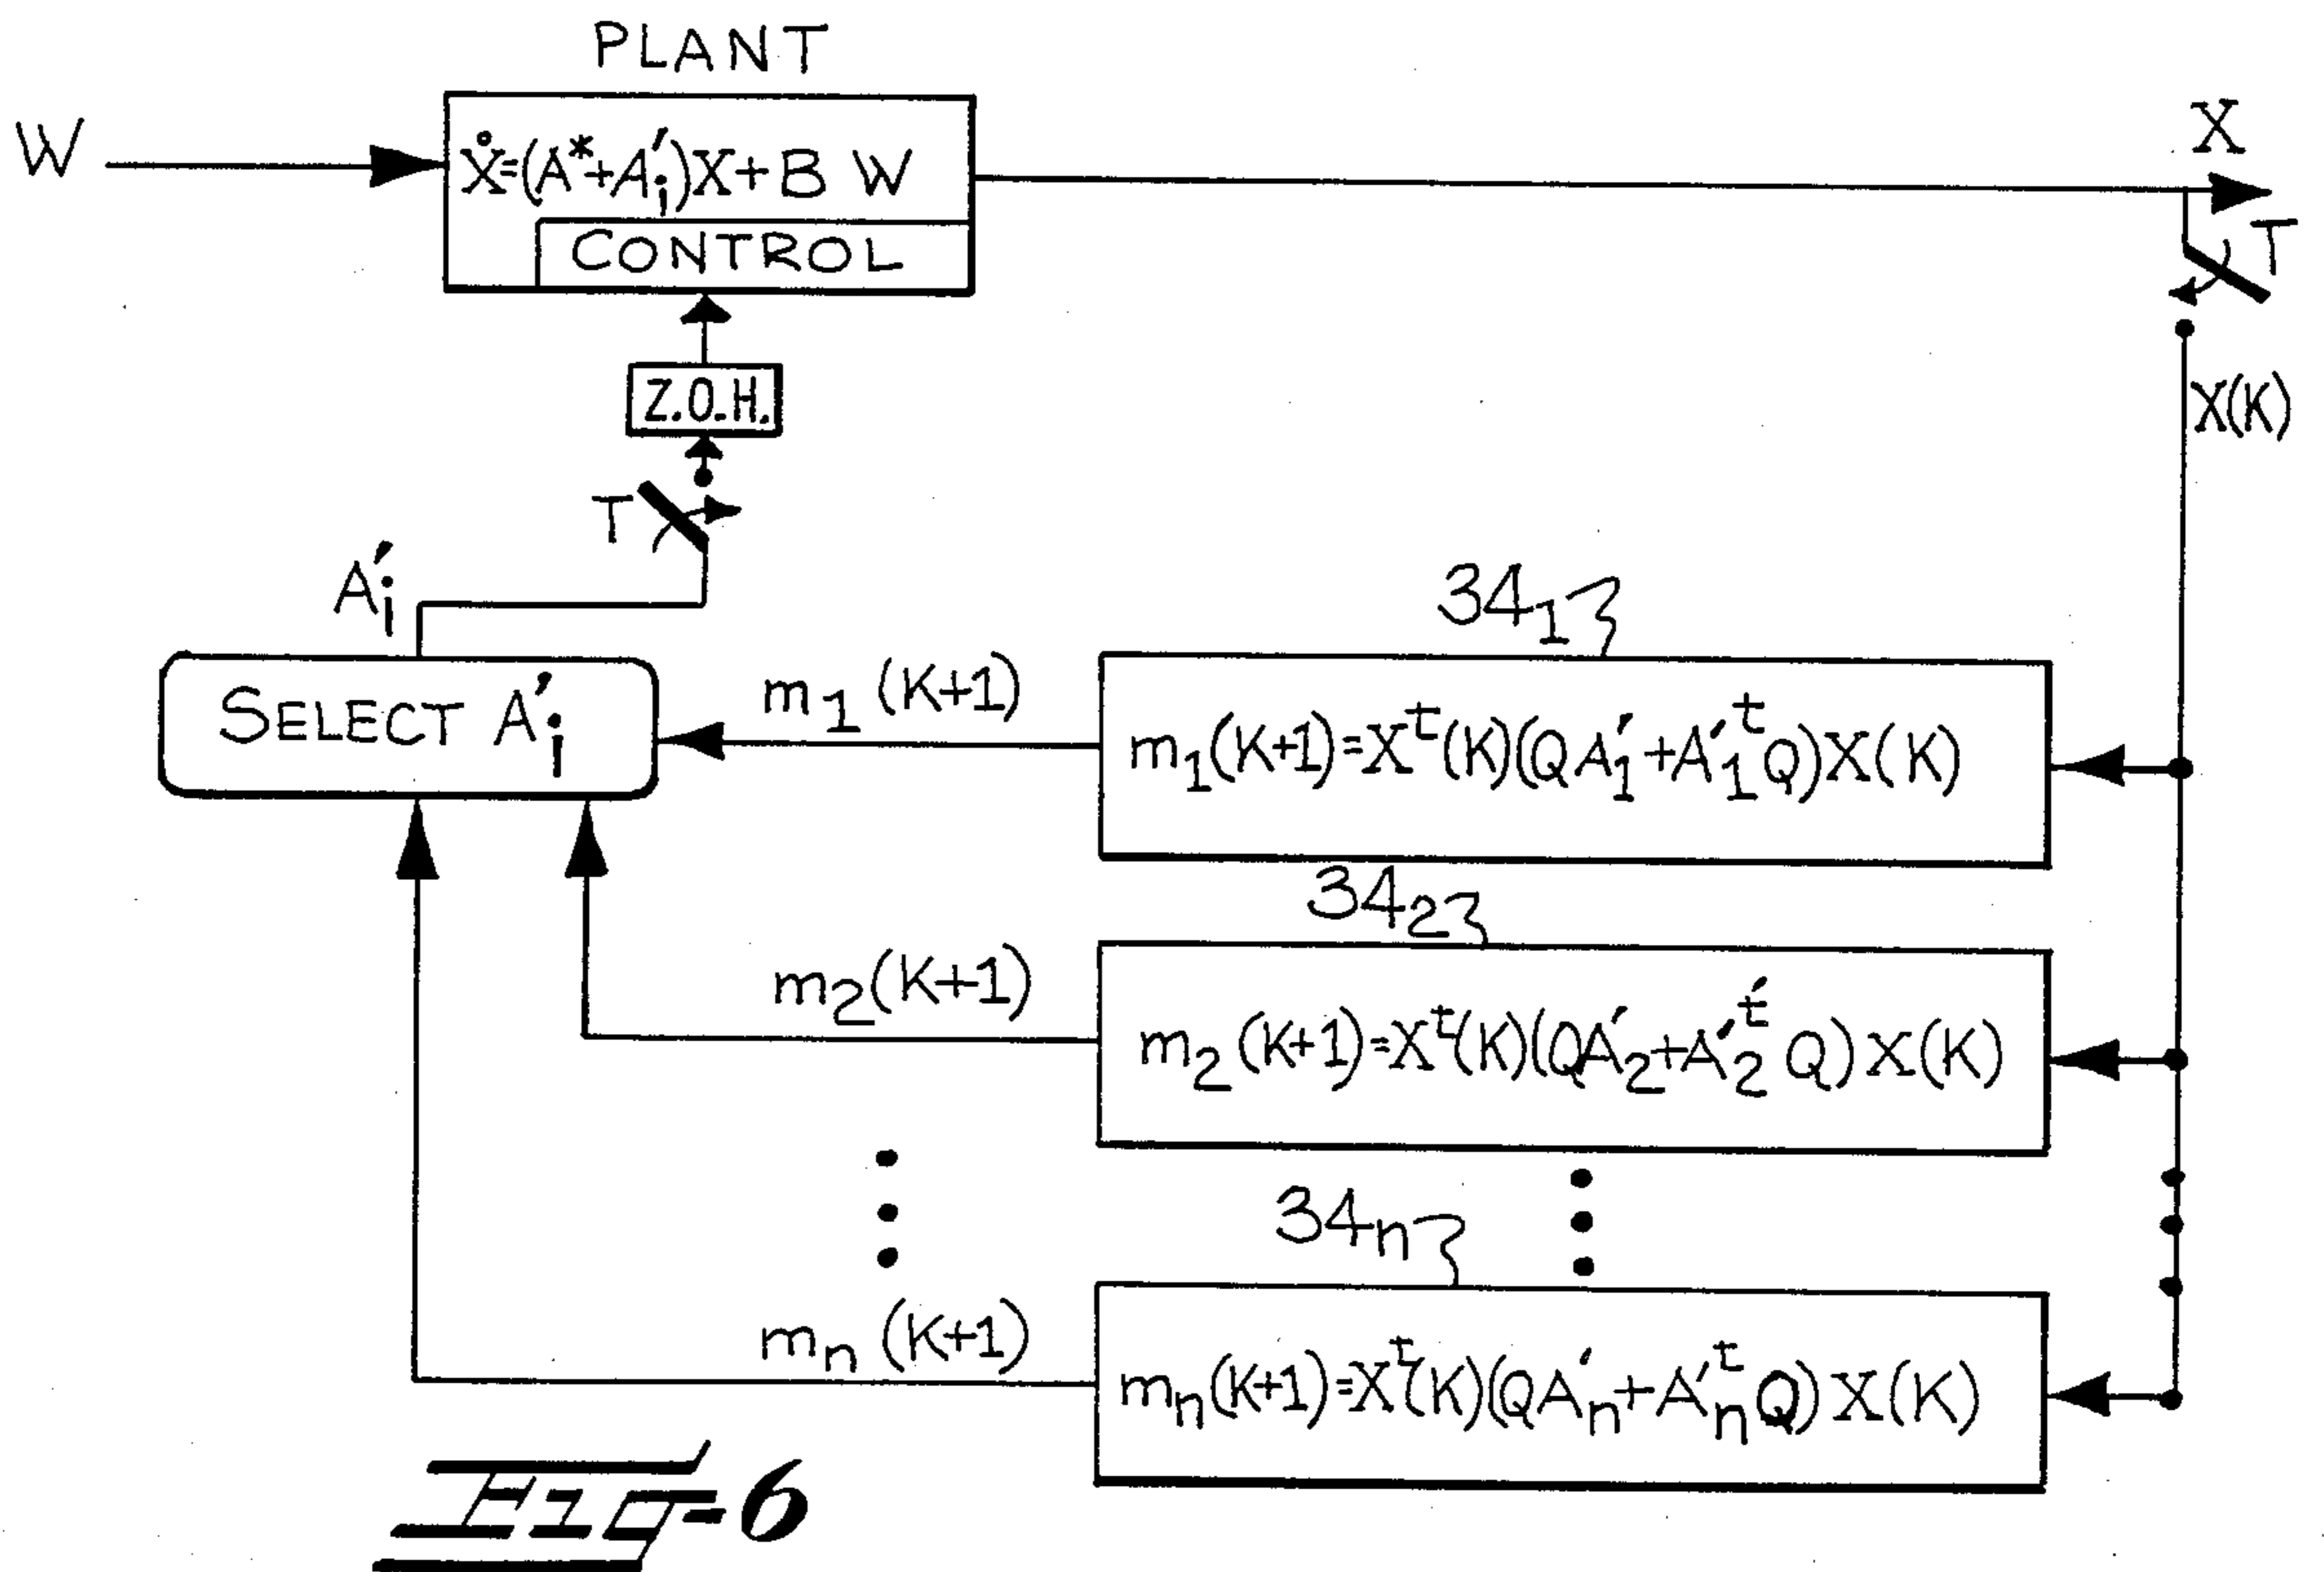 PLANT
W
Ẋ=(A*+A′ᵢ)X+B W
CONTROL
X
T
Z.O.H.
X(K)
T
A′ᵢ
SELECT A′ᵢ
m₁(K+1)
34₁
m₁(K+1)=Xᵗ(K)(QA′₁+A′₁ᵗQ)X(K)
34₂
m₂(K+1)
m₂(K+1)=Xᵗ(K)(QA′₂+A′₂ᵗ′Q)X(K)
34ₙ
mₙ(K+1)
mₙ(K+1)=Xᵗ(K)(QA′ₙ+A′ₙᵗQ)X(K)
Fig-6